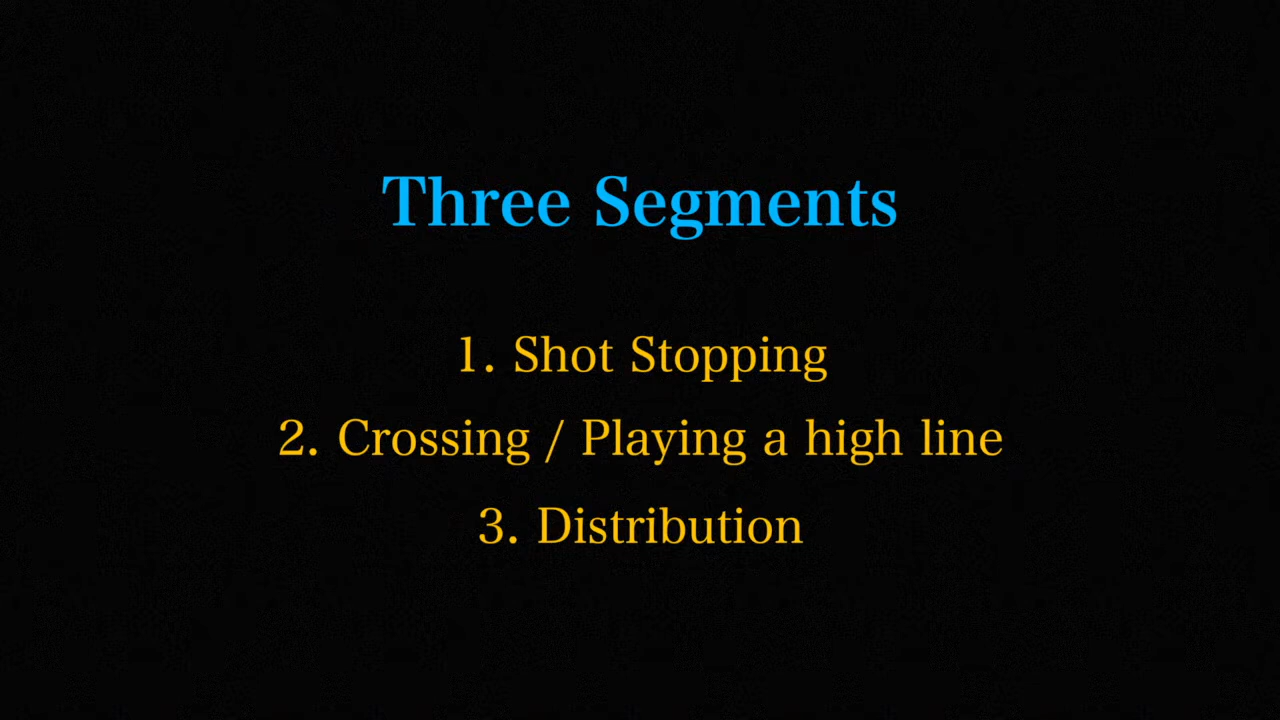 Three Segments
1. Shot Stopping
2. Crossing / Playing a high line
3. Distribution